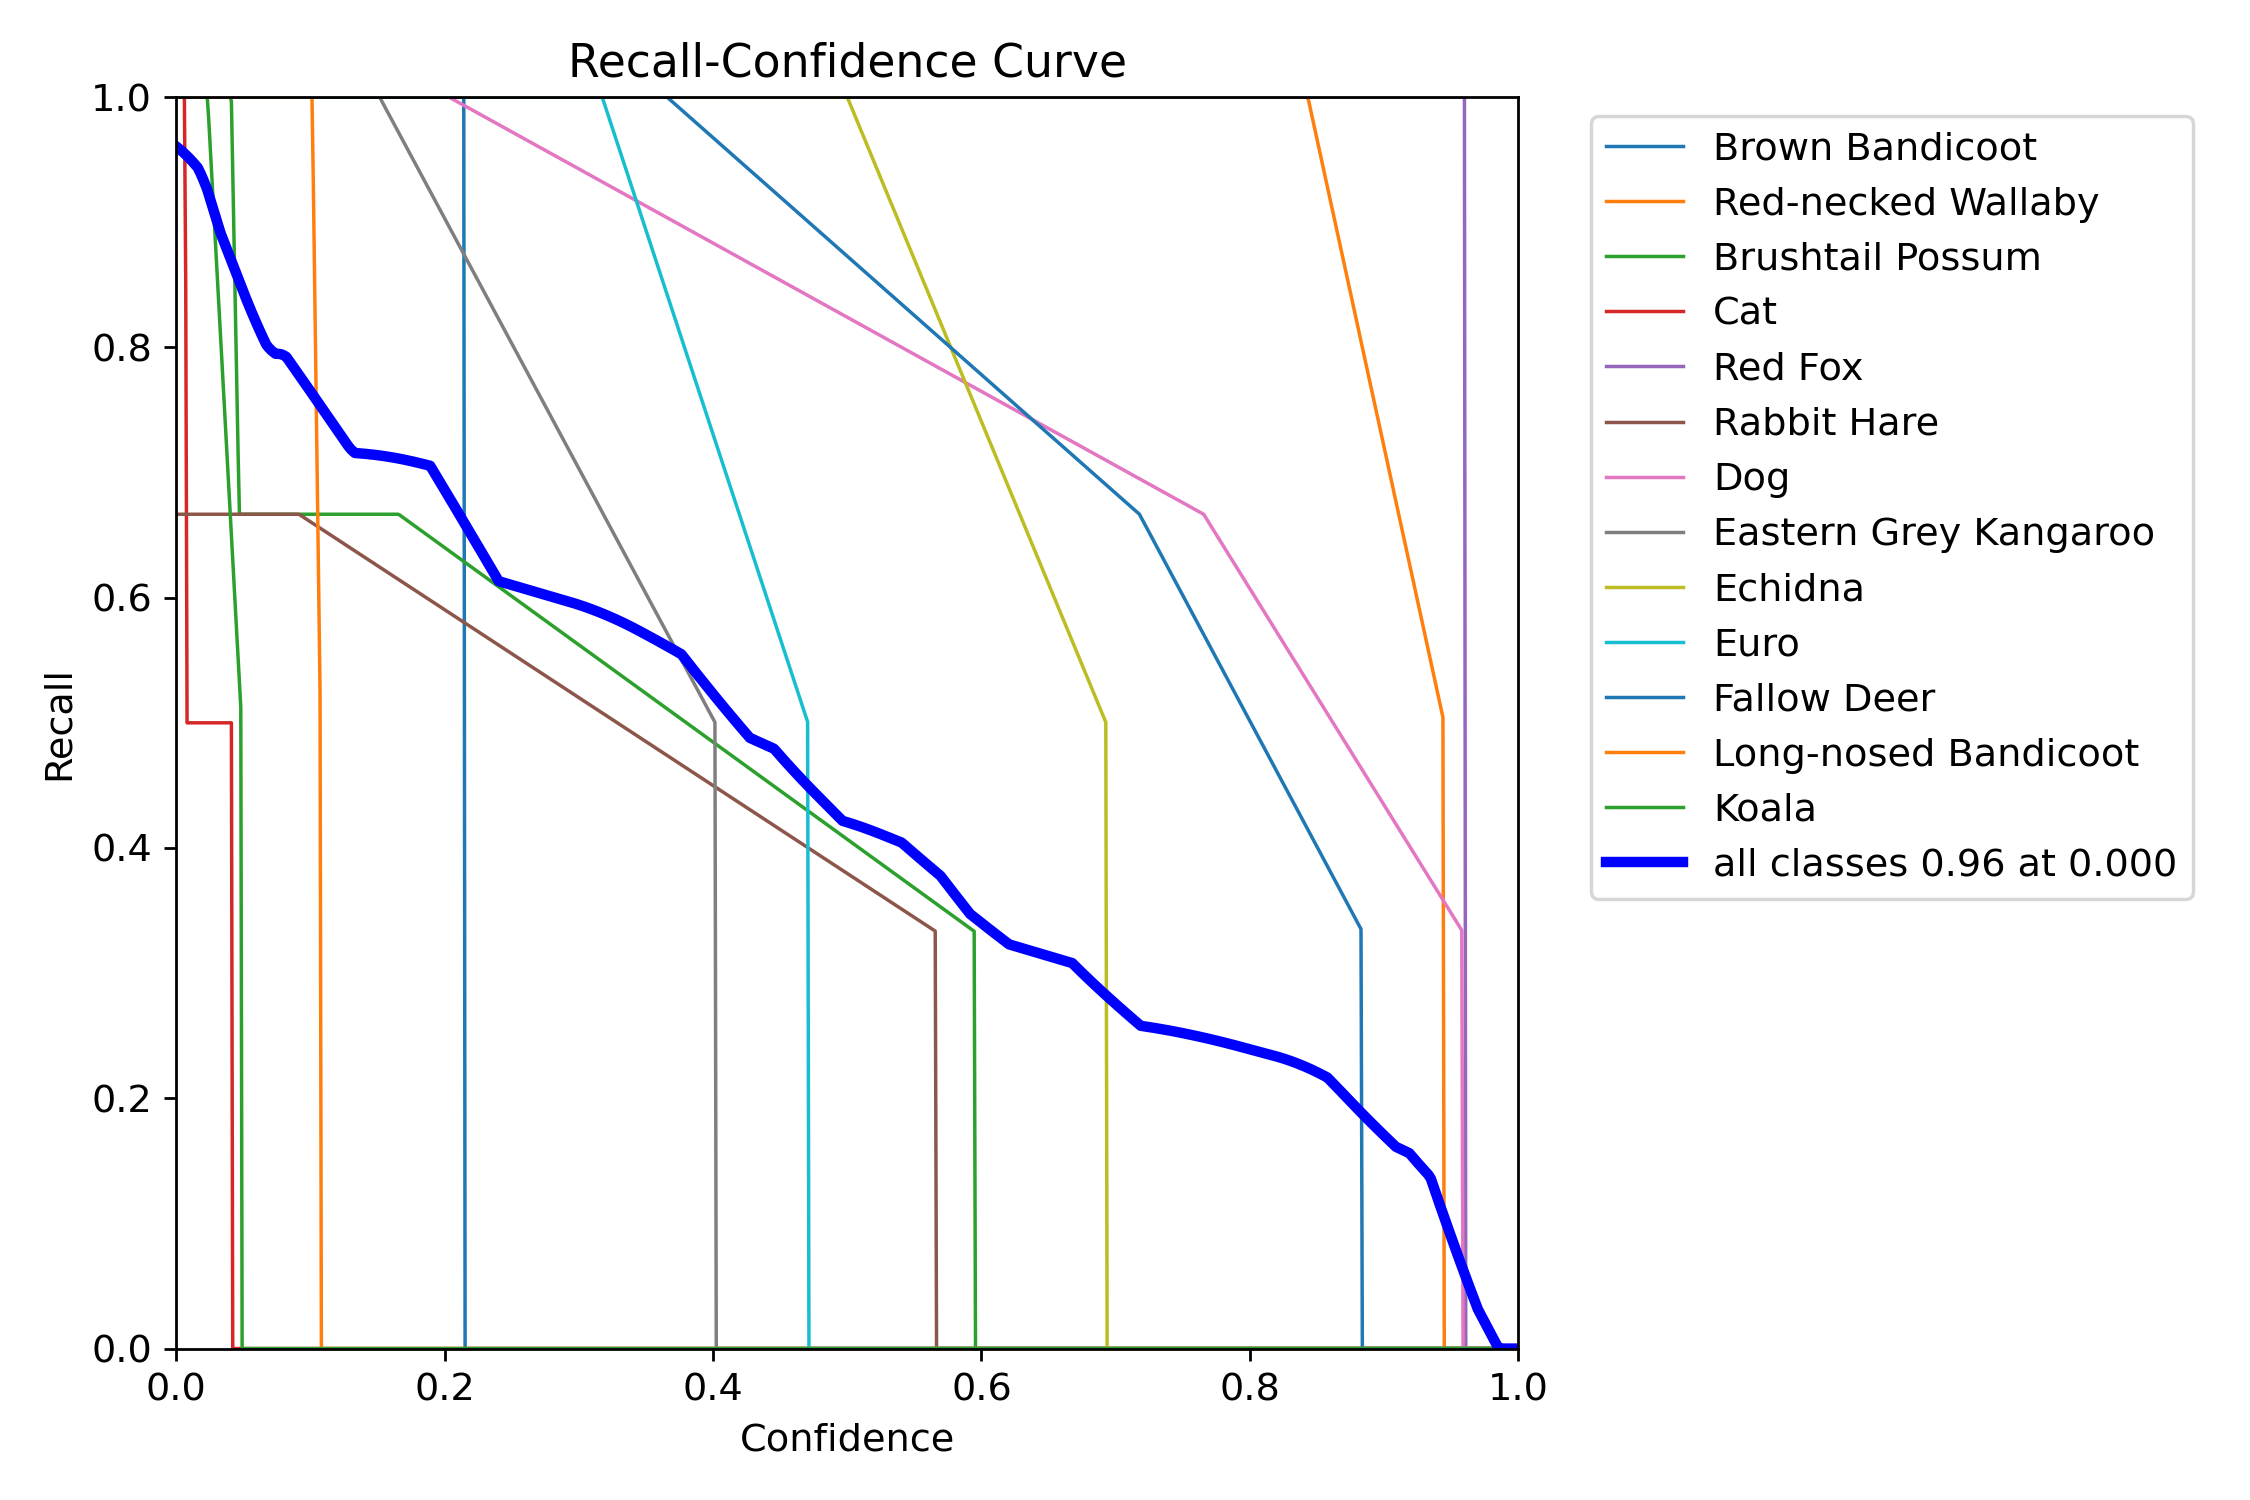 Recall-Confidence Curve
1.0
0.8
0.6
0.4
0.2
0.0
Recall
0.0 0.2 0.4 0.6 0.8 1.0
Confidence
Brown Bandicoot
Red-necked Wallaby
Brushtail Possum
Cat
Red Fox
Rabbit Hare
Dog
Eastern Grey Kangaroo
Echidna
Euro
Fallow Deer
Long-nosed Bandicoot
Koala
all classes 0.96 at 0.000